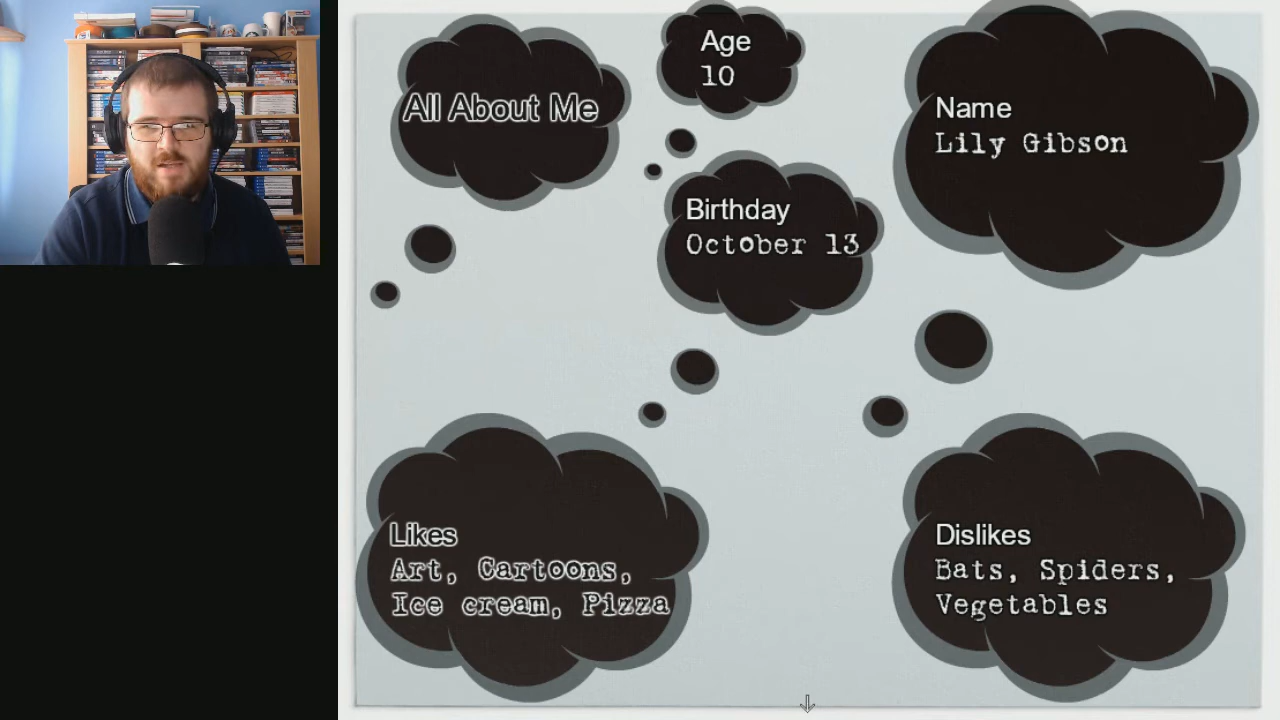 All About Me
Age
10
Name
Lily Gibson
Birthday
October 13
Likes
Art, Cartoons,
Ice cream, Pizza
Dislikes
Bats, Spiders,
Vegetables